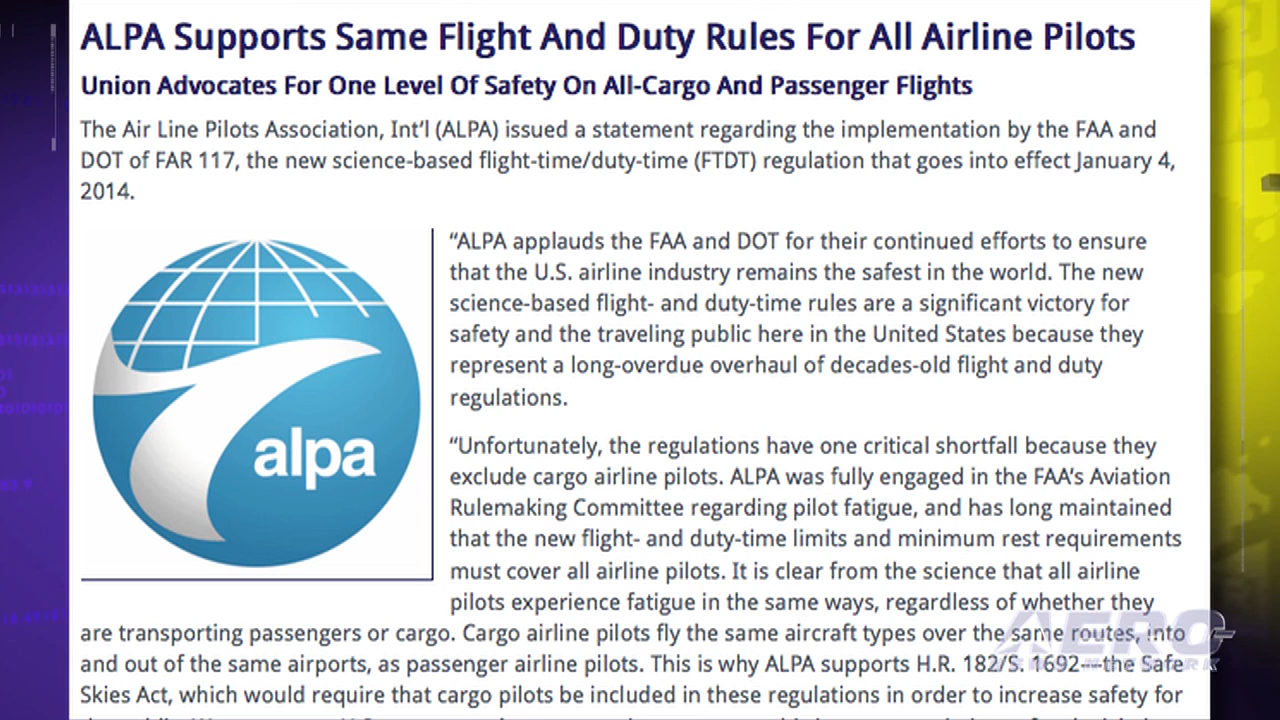 ALPA Supports Same Flight And Duty Rules For All Airline Pilots
Union Advocates For One Level Of Safety On All-Cargo And Passenger Flights
The Air Line Pilots Association, Int'l (ALPA) issued a statement regarding the implementation by the FAA and
DOT of FAR 117, the new science-based flight-time/duty-time (FTDT) regulation that goes into effect January 4,
2014.
alpa
“ALPA applauds the FAA and DOT for their continued efforts to ensure
that the U.S. airline industry remains the safest in the world. The new
science-based flight- and duty-time rules are a significant victory for
safety and the traveling public here in the United States because they
represent a long-overdue overhaul of decades-old flight and duty
regulations.
“Unfortunately, the regulations have one critical shortfall because they
exclude cargo airline pilots. ALPA was fully engaged in the FAA's Aviation
Rulemaking Committee regarding pilot fatigue, and has long maintained
that the new flight- and duty-time limits and minimum rest requirements
must cover all airline pilots. It is clear from the science that all airline
pilots experience fatigue in the same ways, regardless of whether they
are transporting passengers or cargo. Cargo airline pilots fly the same aircraft types over the same routes, into
and out of the same airports, as passenger airline pilots. This is why ALPA supports H.R. 182/S. 1692—the Safe
Skies Act, which would require that cargo pilots be included in these regulations in order to increase safety for
AERO